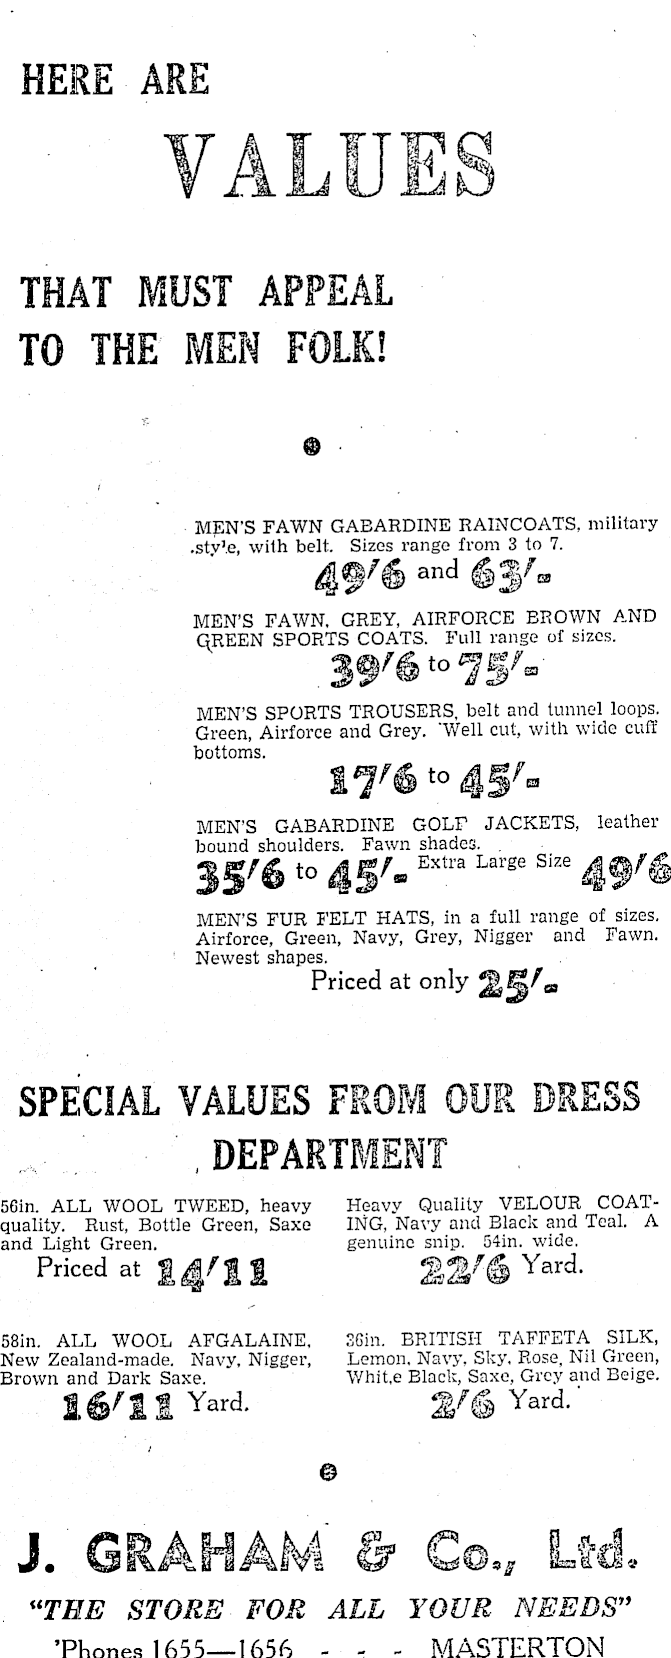 HERE ARE
VALUES
THAT MUST APPEAL
TO THE MEN FOLK!
MEN'S FAWN GABARDINE RAINCOATS, military
style, with belt. Sizes range from 3 to 7.
49'6 and 63'-
MEN'S FAWN, GREY, AIRFORCE BROWN AND
GREEN SPORTS COATS. Full range of sizes.
39'6 to 75'-
MEN'S SPORTS TROUSERS, belt and tunnel loops.
Green, Airforce and Grey. Well cut, with wide cuff
bottoms.
17'6 to 45'-
MEN'S GABARDINE GOLF JACKETS, leather
bound shoulders. Fawn shades.
35'6 to 45'- Extra Large Size 49'6
MEN'S FUR FELT HATS, in a full range of sizes.
Airforce, Green, Navy, Grey, Nigger and Fawn.
Newest shapes.
Priced at only 25'-
SPECIAL VALUES FROM OUR DRESS
DEPARTMENT
56in. ALL WOOL TWEED, heavy
quality. Rust, Bottle Green, Saxe
and Light Green.
Priced at 14'11
Heavy Quality VELOUR COAT-
ING, Navy and Black and Teal. A
genuine snip. 54in. wide.
22'6 Yard.
58in. ALL WOOL AFGALAINE,
New Zealand-made. Navy, Nigger,
Brown and Dark Saxe.
16'11 Yard.
36in. BRITISH TAFFETA SILK,
Lemon, Navy, Sky, Rose, Nil Green,
Whit,e Black, Saxe, Grey and Beige.
2'6 Yard.
J. GRAHAM & Co., Ltd.
"THE STORE FOR ALL YOUR NEEDS"
'Phones 1655—1656 - - - MASTERTON